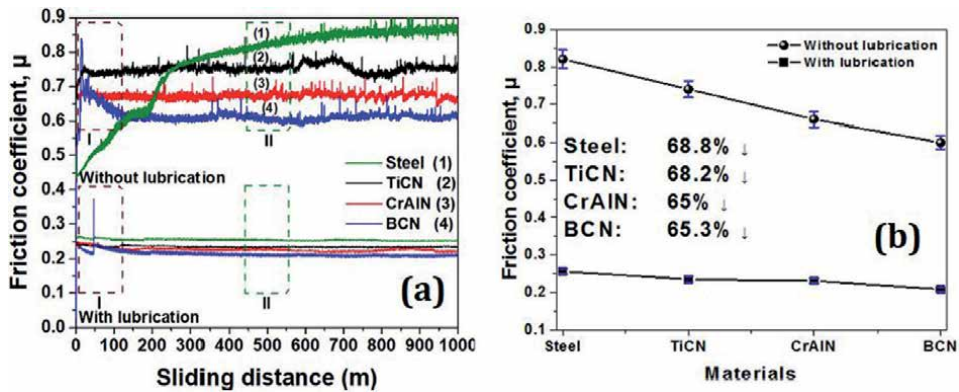 Friction coefficient, μ
0.9
0.8
0.7
0.6
0.5
0.4
0.3
0.2
0.1
0.0
(1)
(2)
(3)
(4)
I
II
Without lubrication
Steel (1)
TiCN (2)
CrAlN (3)
BCN (4)
I
II
With lubrication
(a)
0 100 200 300 400 500 600 700 800 900 1000
Sliding distance (m)
Friction coefficient, μ
0.9
0.8
0.7
0.6
0.5
0.4
0.3
0.2
0.1
Without lubrication
With lubrication
Steel: 68.8% ↓
TiCN: 68.2% ↓
CrAlN: 65% ↓
BCN: 65.3% ↓
(b)
Steel TiCN CrAlN BCN
Materials